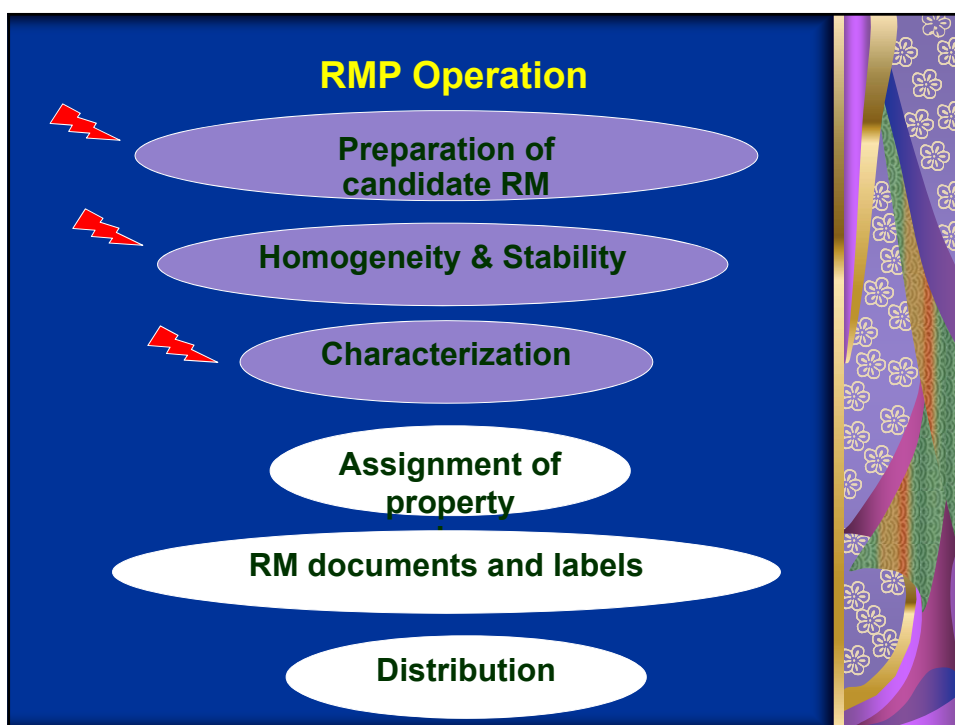 RMP Operation
Preparation of
candidate RM
Homogeneity & Stability
Characterization
Assignment of
property
RM documents and labels
Distribution